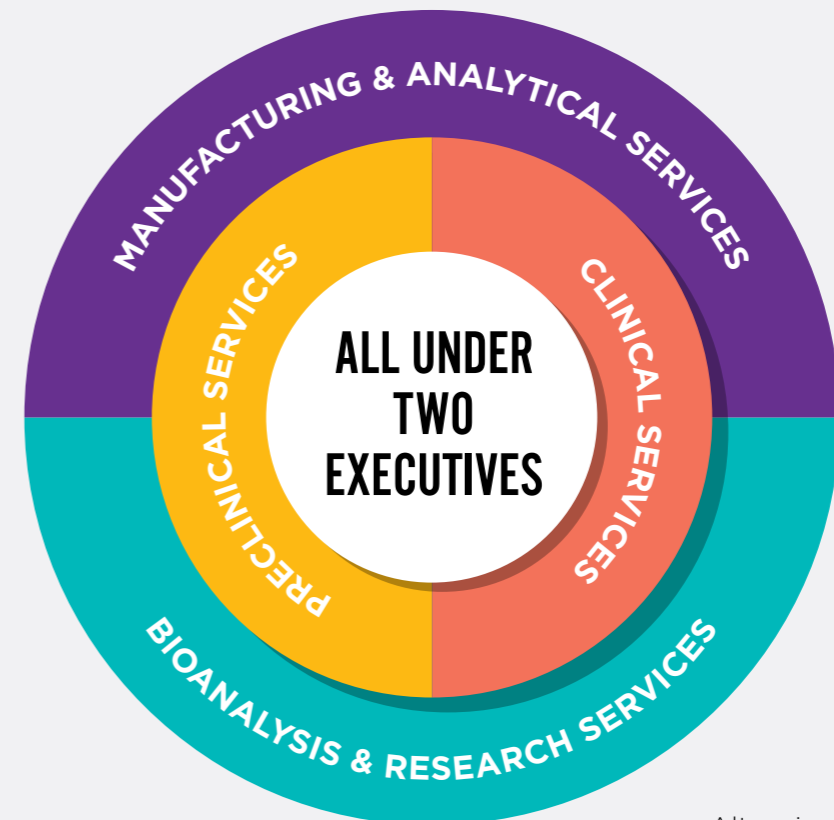 MANUFACTURING & ANALYTICAL SERVICES
PRECLINICAL SERVICES
ALL UNDER
TWO
EXECUTIVES
CLINICAL SERVICES
BIOANALYSIS & RESEARCH SERVICES